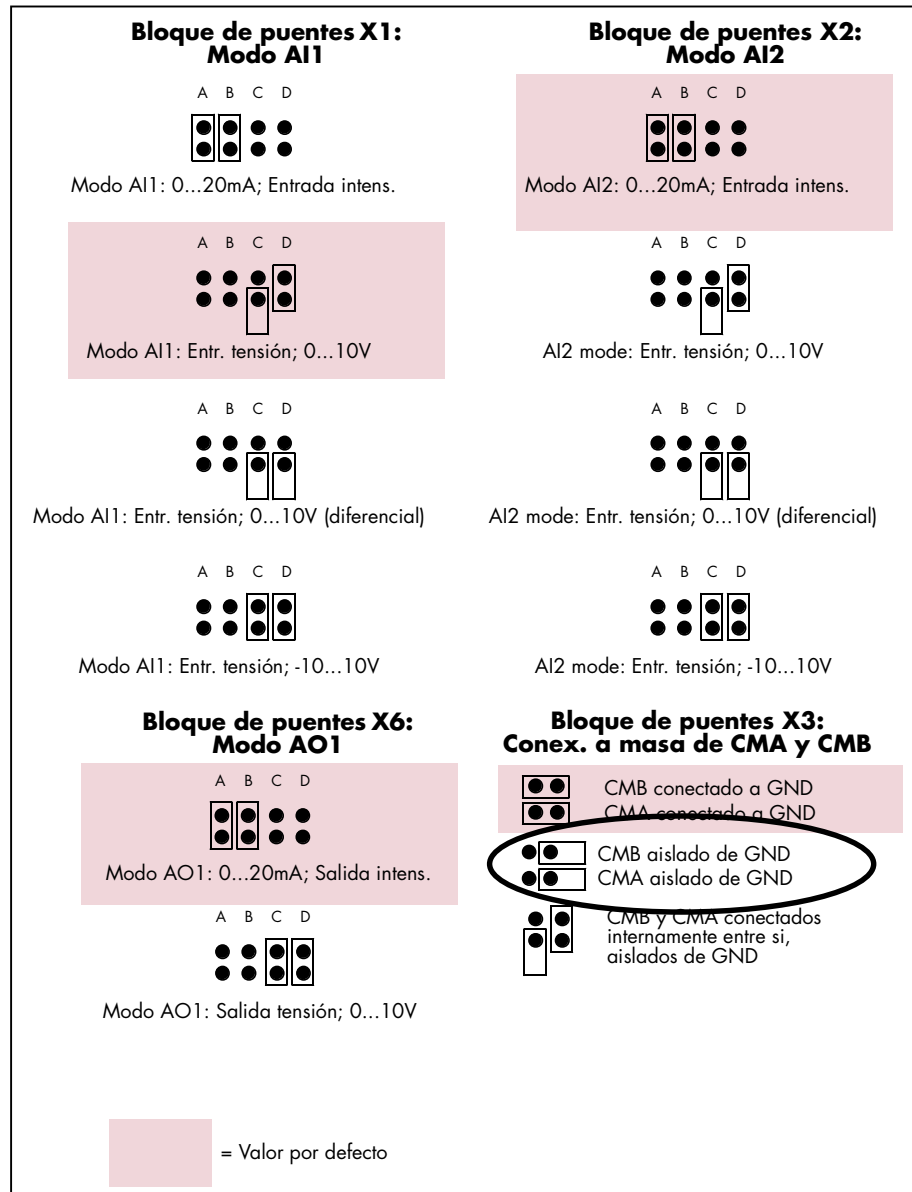 Bloque de puentes X1:
Modo AI1
A B C D
Modo AI1: 0...20mA; Entrada intens.
A B C D
Modo AI1: Entr. tensión; 0...10V
A B C D
Modo AI1: Entr. tensión; 0...10V (diferencial)
A B C D
Modo AI1: Entr. tensión; -10...10V
Bloque de puentes X2:
Modo AI2
A B C D
Modo AI2: 0...20mA; Entrada intens.
A B C D
AI2 mode: Entr. tensión; 0...10V
A B C D
AI2 mode: Entr. tensión; 0...10V (diferencial)
A B C D
AI2 mode: Entr. tensión; -10...10V
Bloque de puentes X6:
Modo AO1
A B C D
Modo AO1: 0...20mA; Salida intens.
A B C D
Modo AO1: Salida tensión; 0...10V
Bloque de puentes X3:
Conex. a masa de CMA y CMB
CMB conectado a GND
CMA conectado a GND
CMB aislado de GND
CMA aislado de GND
CMB y CMA conectados
internamente entre si,
aislados de GND
= Valor por defecto